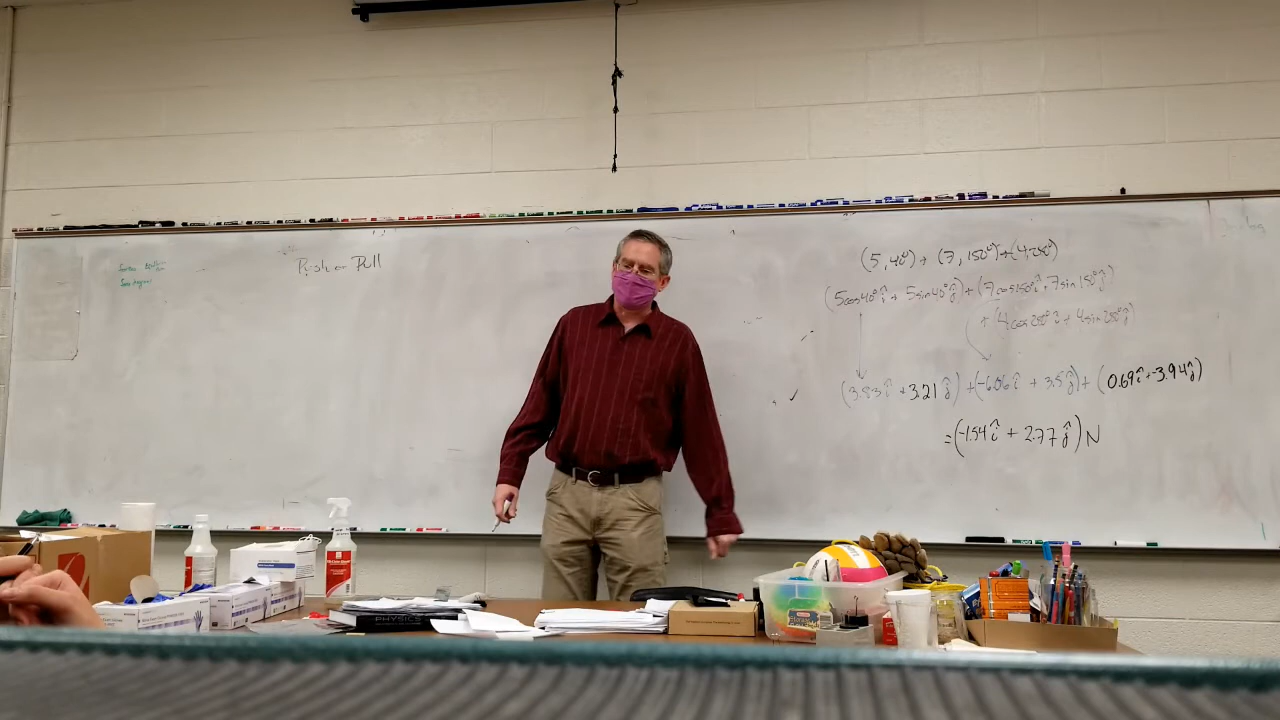 Push or Pull
(5, 40°) + (7, 150°) + (4, 280°)
(5cos40°î + 5sin40°ĵ) + (7cos150°î + 7sin150°ĵ)
+ (4cos280°î + 4sin280°ĵ)
(3.83î + 3.21ĵ) + (-6.06î + 3.5ĵ) + (0.69î + -3.94ĵ)
= (-1.54î + 2.77ĵ) N
PHYSICS